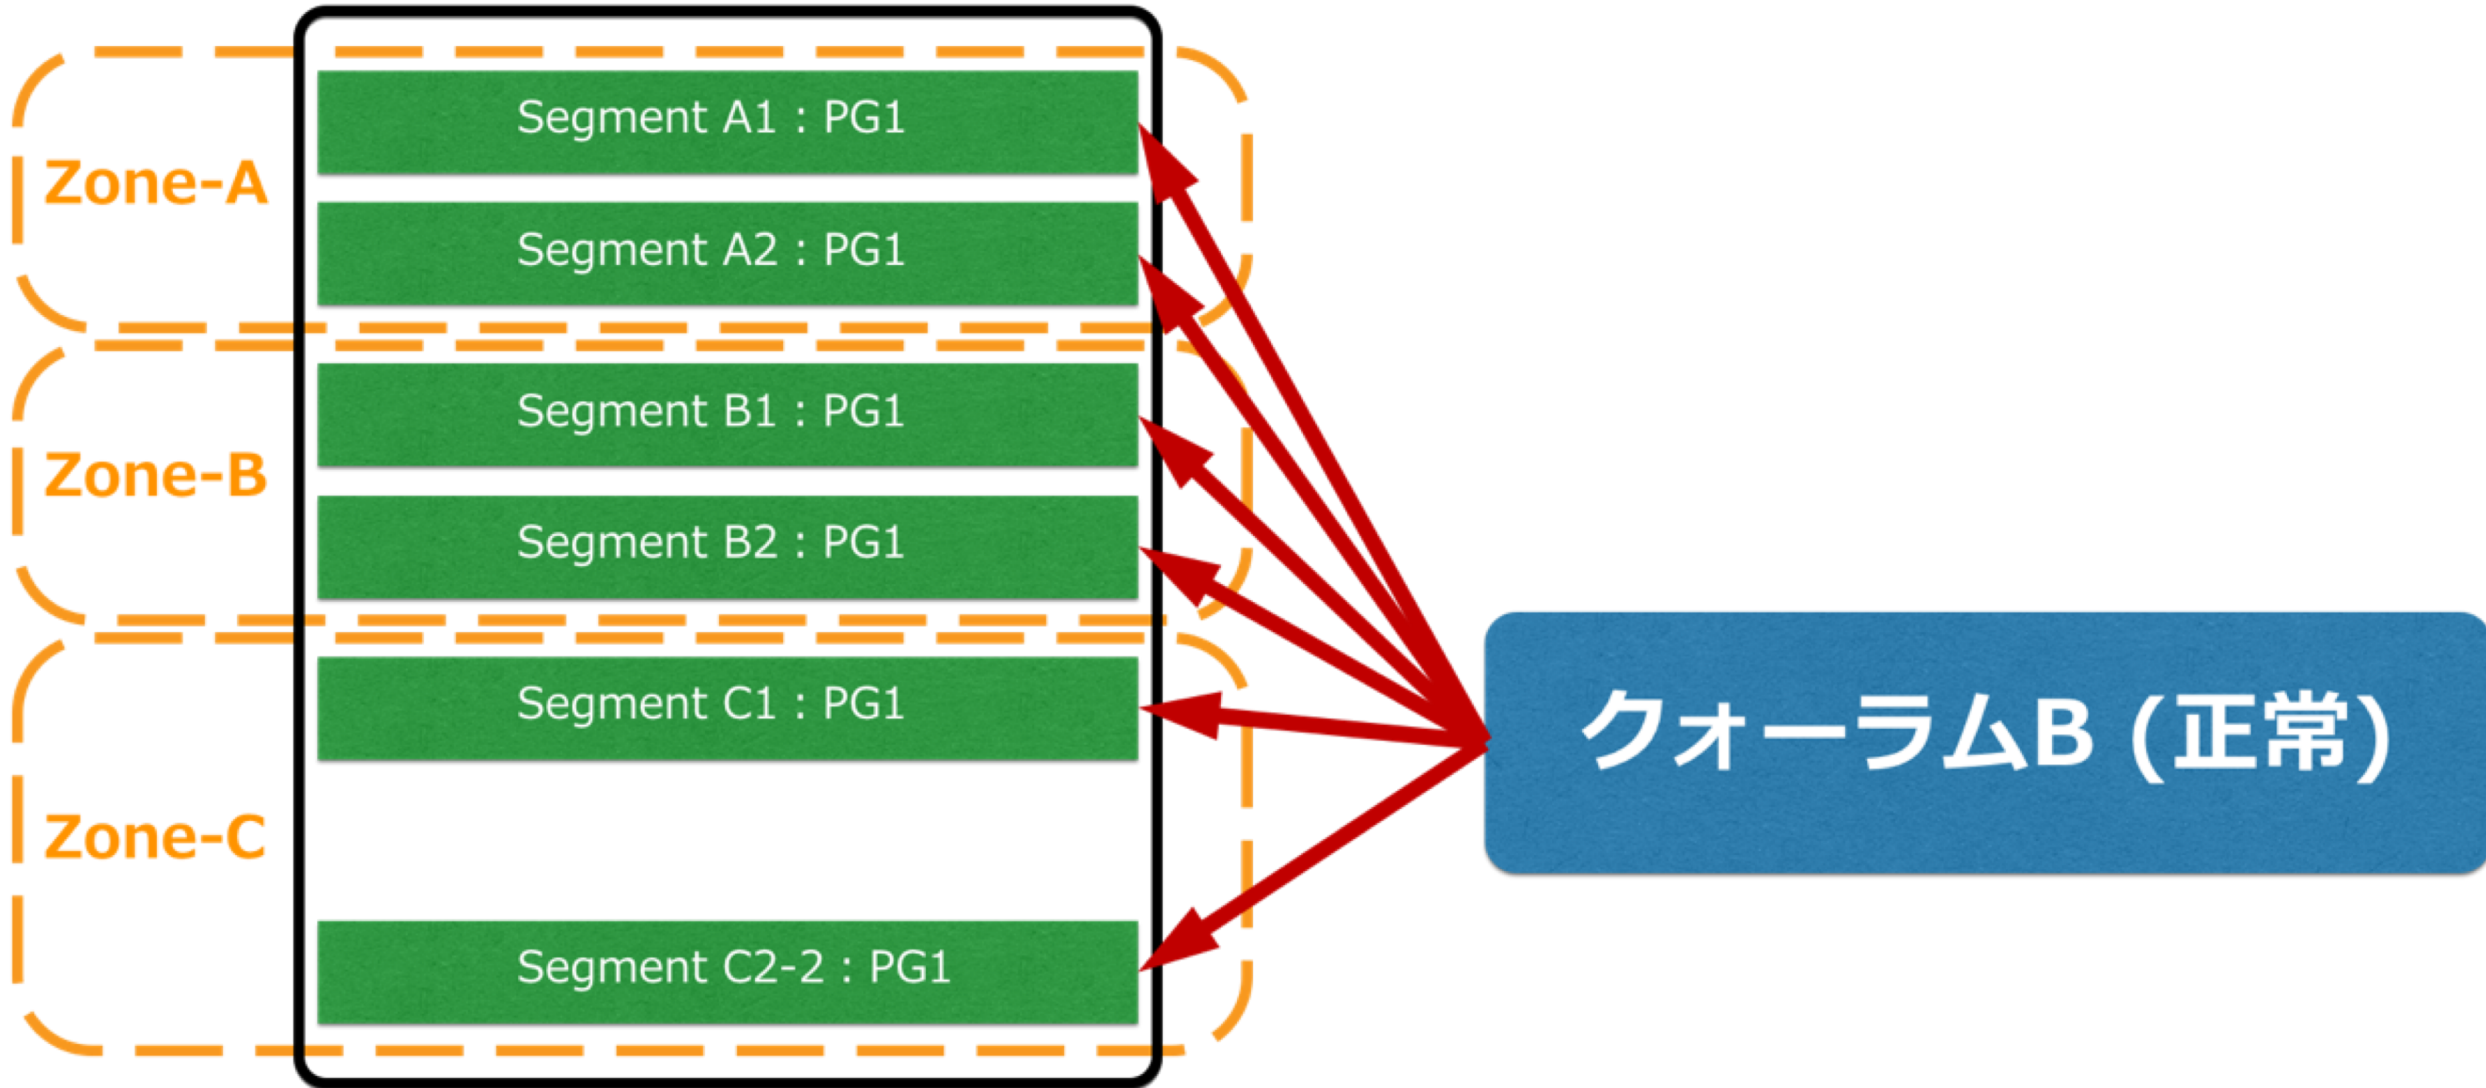 Zone-A
Segment A1 : PG1
Segment A2 : PG1
Zone-B
Segment B1 : PG1
Segment B2 : PG1
Zone-C
Segment C1 : PG1
Segment C2-2 : PG1
クォーラムB (正常)